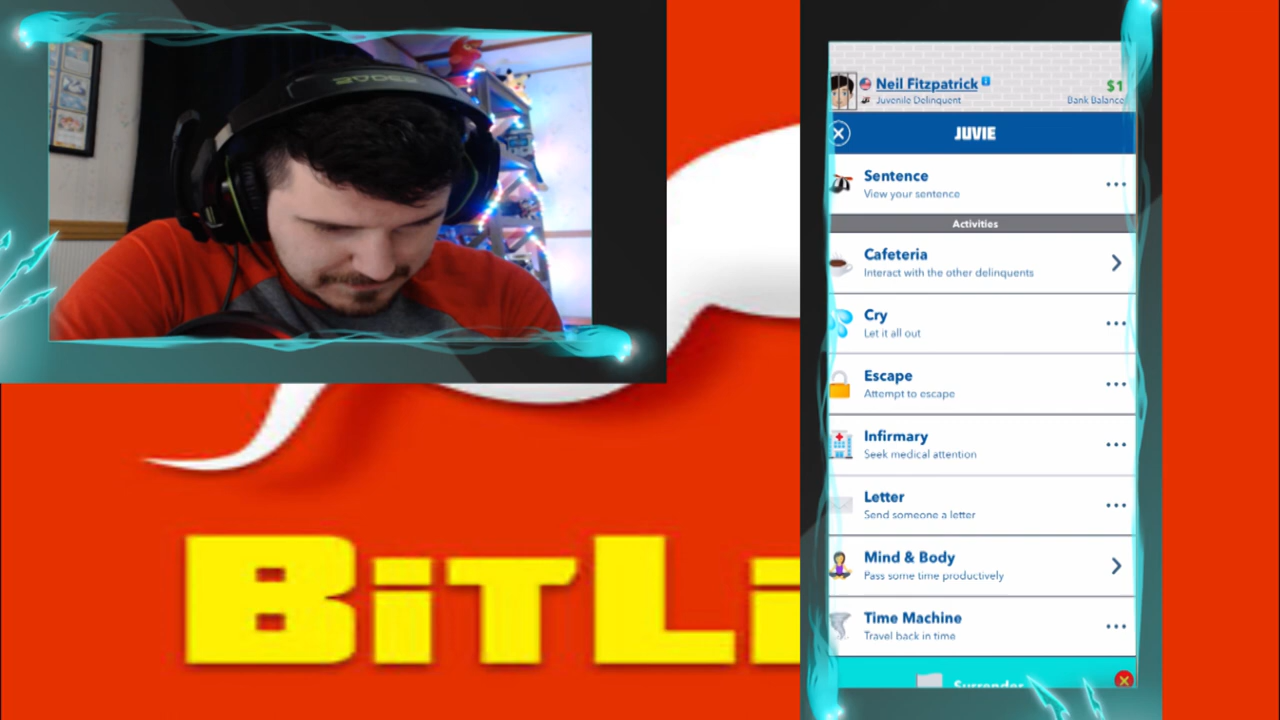 Neil Fitzpatrick
Juvenile Delinquent
$1
Bank Balance
JUVIE
Sentence
View your sentence
Activities
Cafeteria
Interact with the other delinquents
Cry
Let it all out
Escape
Attempt to escape
Infirmary
Seek medical attention
Letter
Send someone a letter
Mind & Body
Pass some time productively
Time Machine
Travel back in time
Surrender
BiTLi